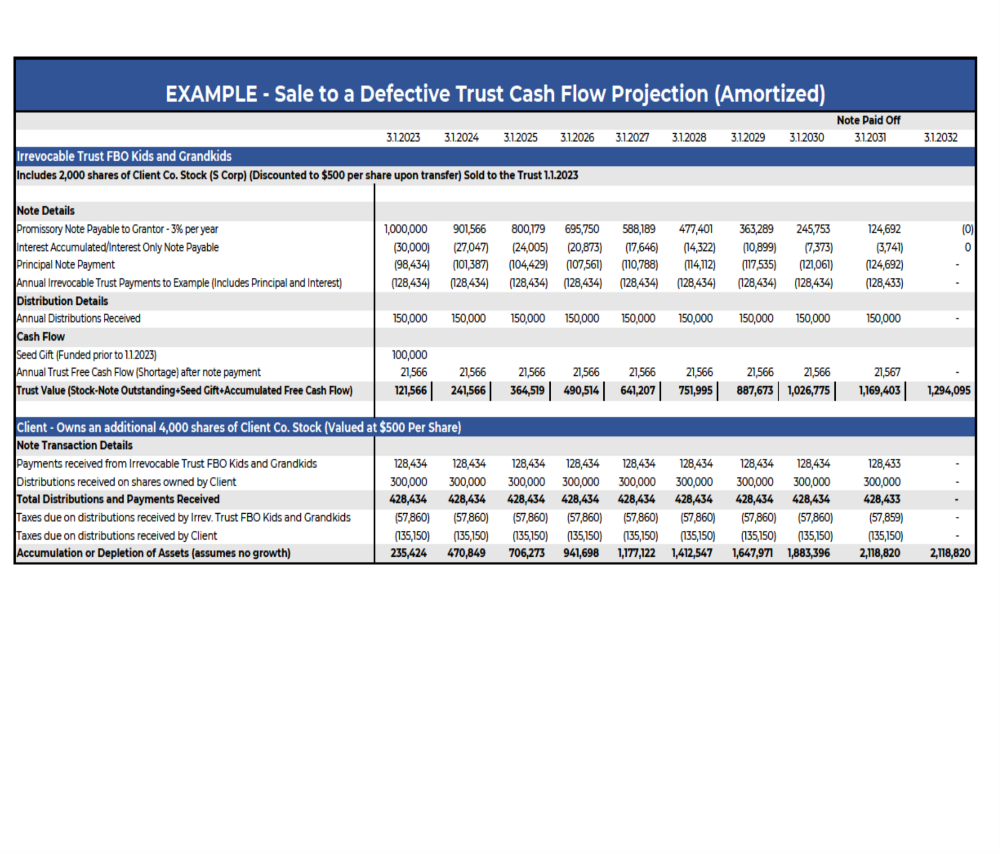 EXAMPLE - Sale to a Defective Trust Cash Flow Projection (Amortized)
Note Paid Off
3.1.2023 3.1.2024 3.1.2025 3.1.2026 3.1.2027 3.1.2028 3.1.2029 3.1.2030 3.1.2031 3.1.2032
Irrevocable Trust FBO Kids and Grandkids
Includes 2,000 shares of Client Co. Stock (S Corp) (Discounted to $500 per share upon transfer) Sold to the Trust 1.1.2023
Note Details
Promissory Note Payable to Grantor - 3% per year 1,000,000 901,566 800,179 695,750 588,189 477,401 363,289 245,753 124,692 (0)
Interest Accumulated/Interest Only Note Payable (30,000) (27,047) (24,005) (20,873) (17,646) (14,322) (10,899) (7,373) (3,741) 0
Principal Note Payment (98,434) (101,387) (104,429) (107,561) (110,788) (114,112) (117,535) (121,061) (124,692) -
Annual Irrevocable Trust Payments to Example (Includes Principal and Interest) (128,434) (128,434) (128,434) (128,434) (128,434) (128,434) (128,434) (128,434) (128,433) -
Distribution Details
Annual Distributions Received 150,000 150,000 150,000 150,000 150,000 150,000 150,000 150,000 150,000 -
Cash Flow
Seed Gift (Funded prior to 1.1.2023) 100,000
Annual Trust Free Cash Flow (Shortage) after note payment 21,566 21,566 21,566 21,566 21,566 21,566 21,566 21,566 21,567 -
Trust Value (Stock-Note Outstanding+Seed Gift+Accumulated Free Cash Flow) 121,566 241,566 364,519 490,514 641,207 751,995 887,673 1,026,775 1,169,403 1,294,095
Client - Owns an additional 4,000 shares of Client Co. Stock (Valued at $500 Per Share)
Note Transaction Details
Payments received from Irrevocable Trust FBO Kids and Grandkids 128,434 128,434 128,434 128,434 128,434 128,434 128,434 128,434 128,433 -
Distributions received on shares owned by Client 300,000 300,000 300,000 300,000 300,000 300,000 300,000 300,000 300,000 -
Total Distributions and Payments Received 428,434 428,434 428,434 428,434 428,434 428,434 428,434 428,434 428,433 -
Taxes due on distributions received by Irrev. Trust FBO Kids and Grandkids (57,860) (57,860) (57,860) (57,860) (57,860) (57,860) (57,860) (57,860) (57,859) -
Taxes due on distributions received by Client (135,150) (135,150) (135,150) (135,150) (135,150) (135,150) (135,150) (135,150) (135,150) -
Accumulation or Depletion of Assets (assumes no growth) 235,424 470,849 706,273 941,698 1,177,122 1,412,547 1,647,971 1,883,396 2,118,820 2,118,820